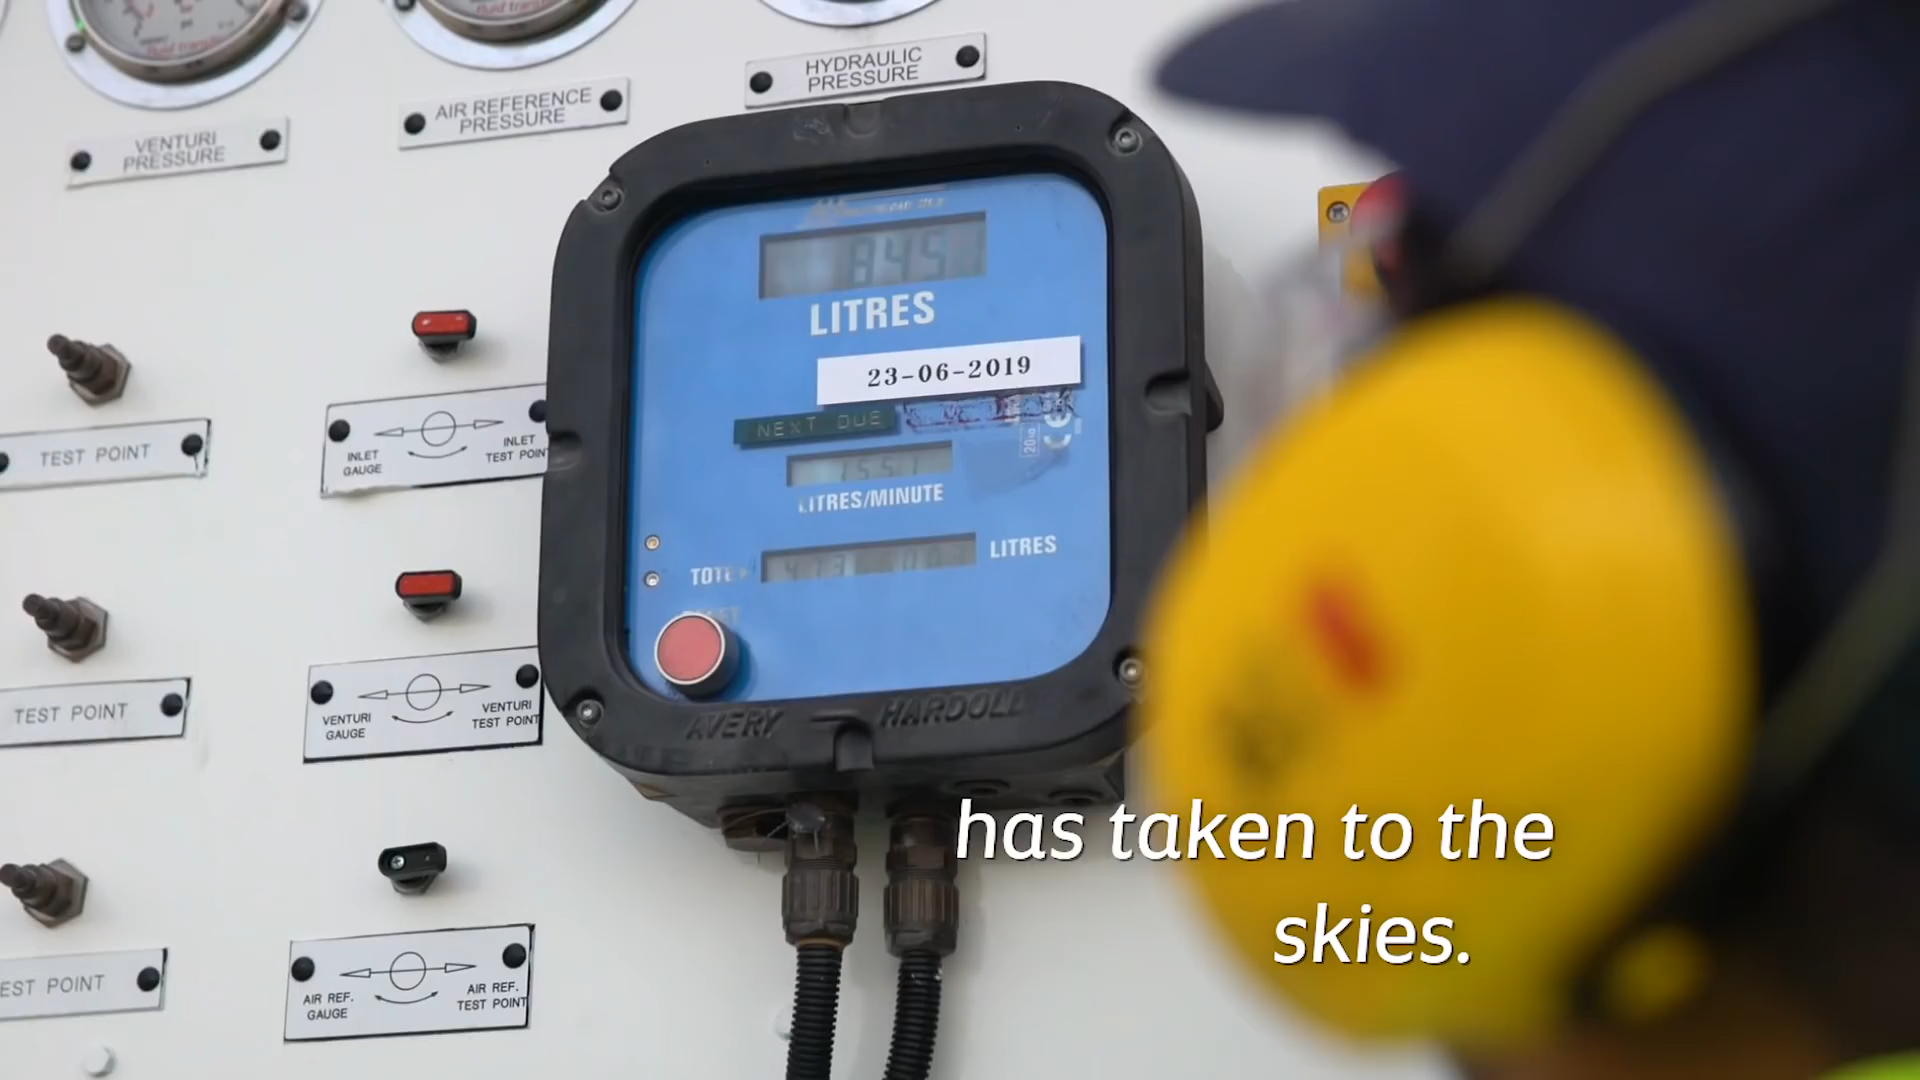 HYDRAULIC
PRESSURE
AIR REFERENCE
PRESSURE
VENTURI
PRESSURE
LITRES
23-06-2019
NEXT DUE
LITRES/MINUTE
LITRES
TEST POINT
INLET
GAUGE
INLET
TEST POINT
TEST POINT
VENTURI
GAUGE
VENTURI
TEST POINT
AVERY HARDOLL
has taken to the
skies.
EST POINT
AIR REF.
GAUGE
AIR REF.
TEST POINT